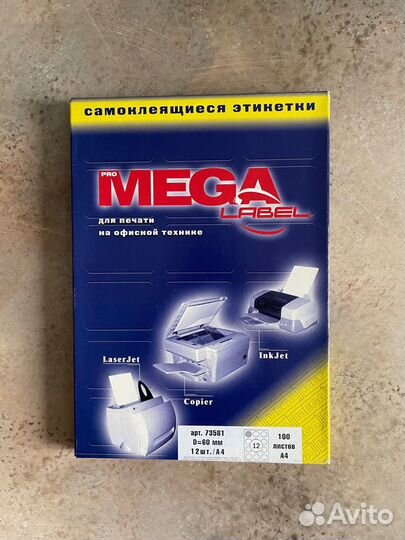 самоклеящиеся этикетки
PRO
MEGA
LABEL
для печати
на офисной технике
InkJet
LaserJet
Copier
арт. 73581
D=60 мм
12шт./А4
12
100
листов
А4
Avito